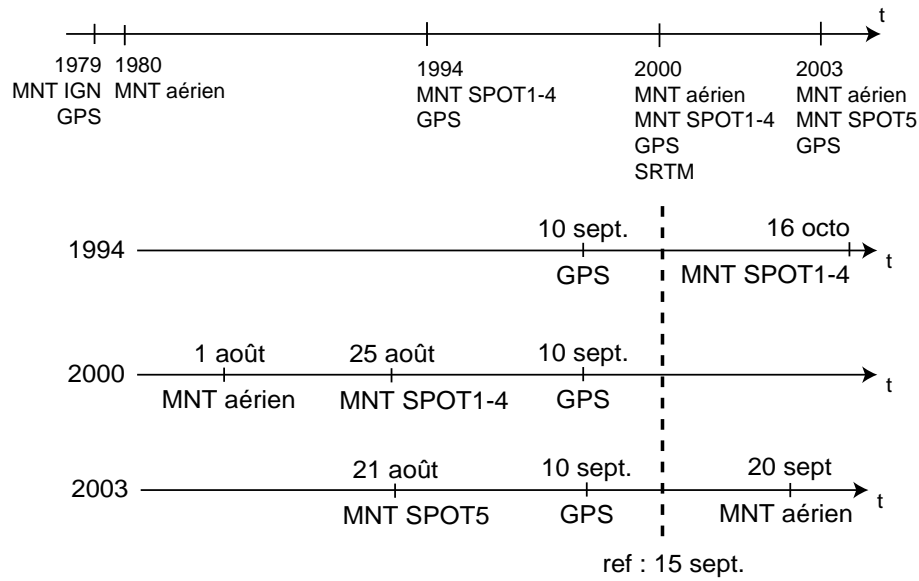 t
1979 1980 1994 2000 2003
MNT IGN MNT aérien MNT SPOT1-4 MNT aérien MNT aérien
GPS GPS MNT SPOT1-4 MNT SPOT5
GPS GPS
SRTM
10 sept. 16 octo
1994 t
GPS MNT SPOT1-4
1 août 25 août 10 sept.
2000 t
MNT aérien MNT SPOT1-4 GPS
21 août 10 sept. 20 sept
2003 t
MNT SPOT5 GPS MNT aérien
ref : 15 sept.